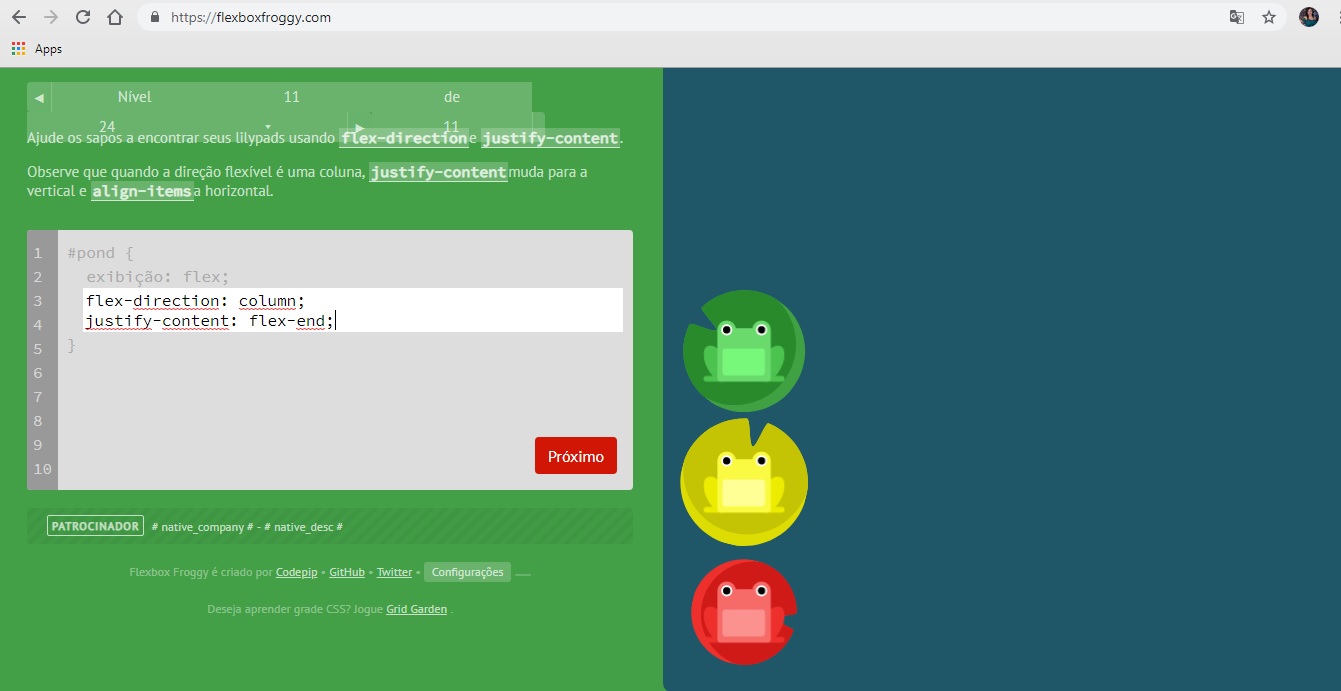 https://flexboxfroggy.com
Apps
◀ Nível 11 de
24 ▾ ▶ 11
Ajude os sapos a encontrar seus lilypads usando flex-direction e justify-content.
Observe que quando a direção flexível é uma coluna, justify-content muda para a
vertical e align-items a horizontal.
1 #pond {
2 exibição: flex;
3 flex-direction: column;
4 justify-content: flex-end;
5 }
6
7
8
9
10
Próximo
PATROCINADOR # native_company # - # native_desc #
Flexbox Froggy é criado por Codepip • GitHub • Twitter • Configurações
Deseja aprender grade CSS? Jogue Grid Garden .